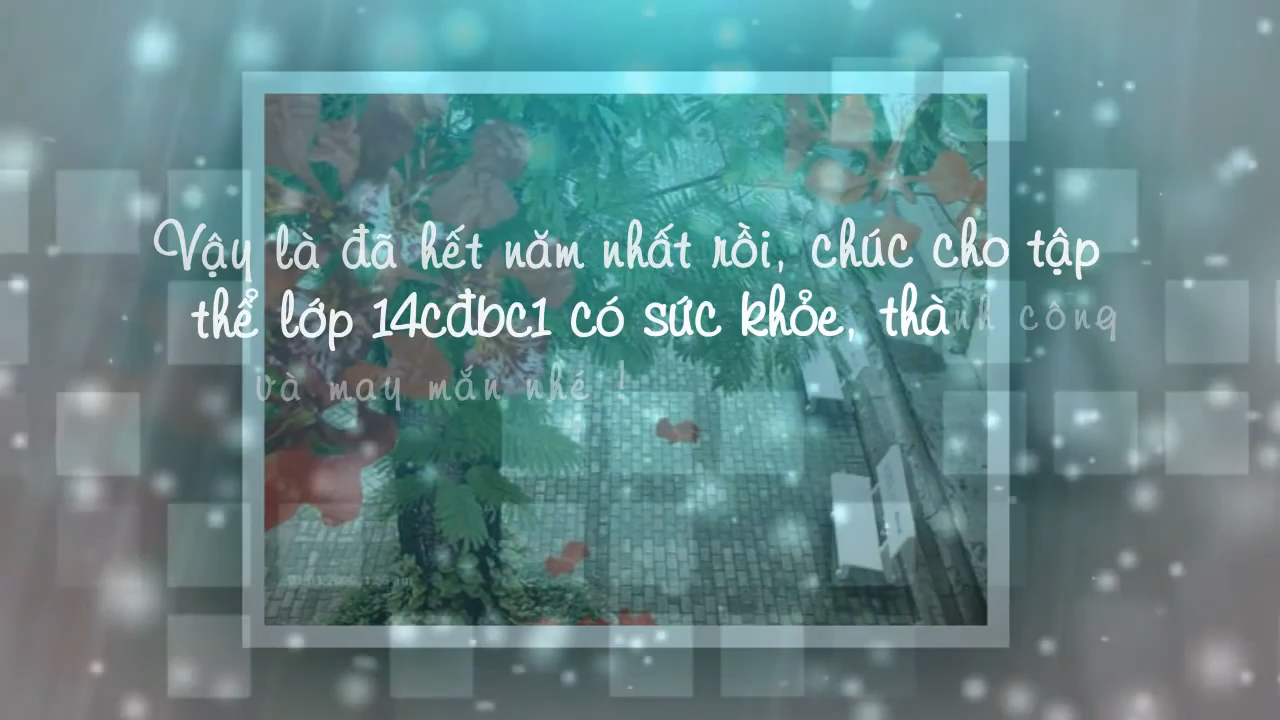 Vậy là đã hết năm nhất rồi, chúc cho tập
thể lớp 14cđbc1 có sức khỏe, thành công
và may mắn nhé !